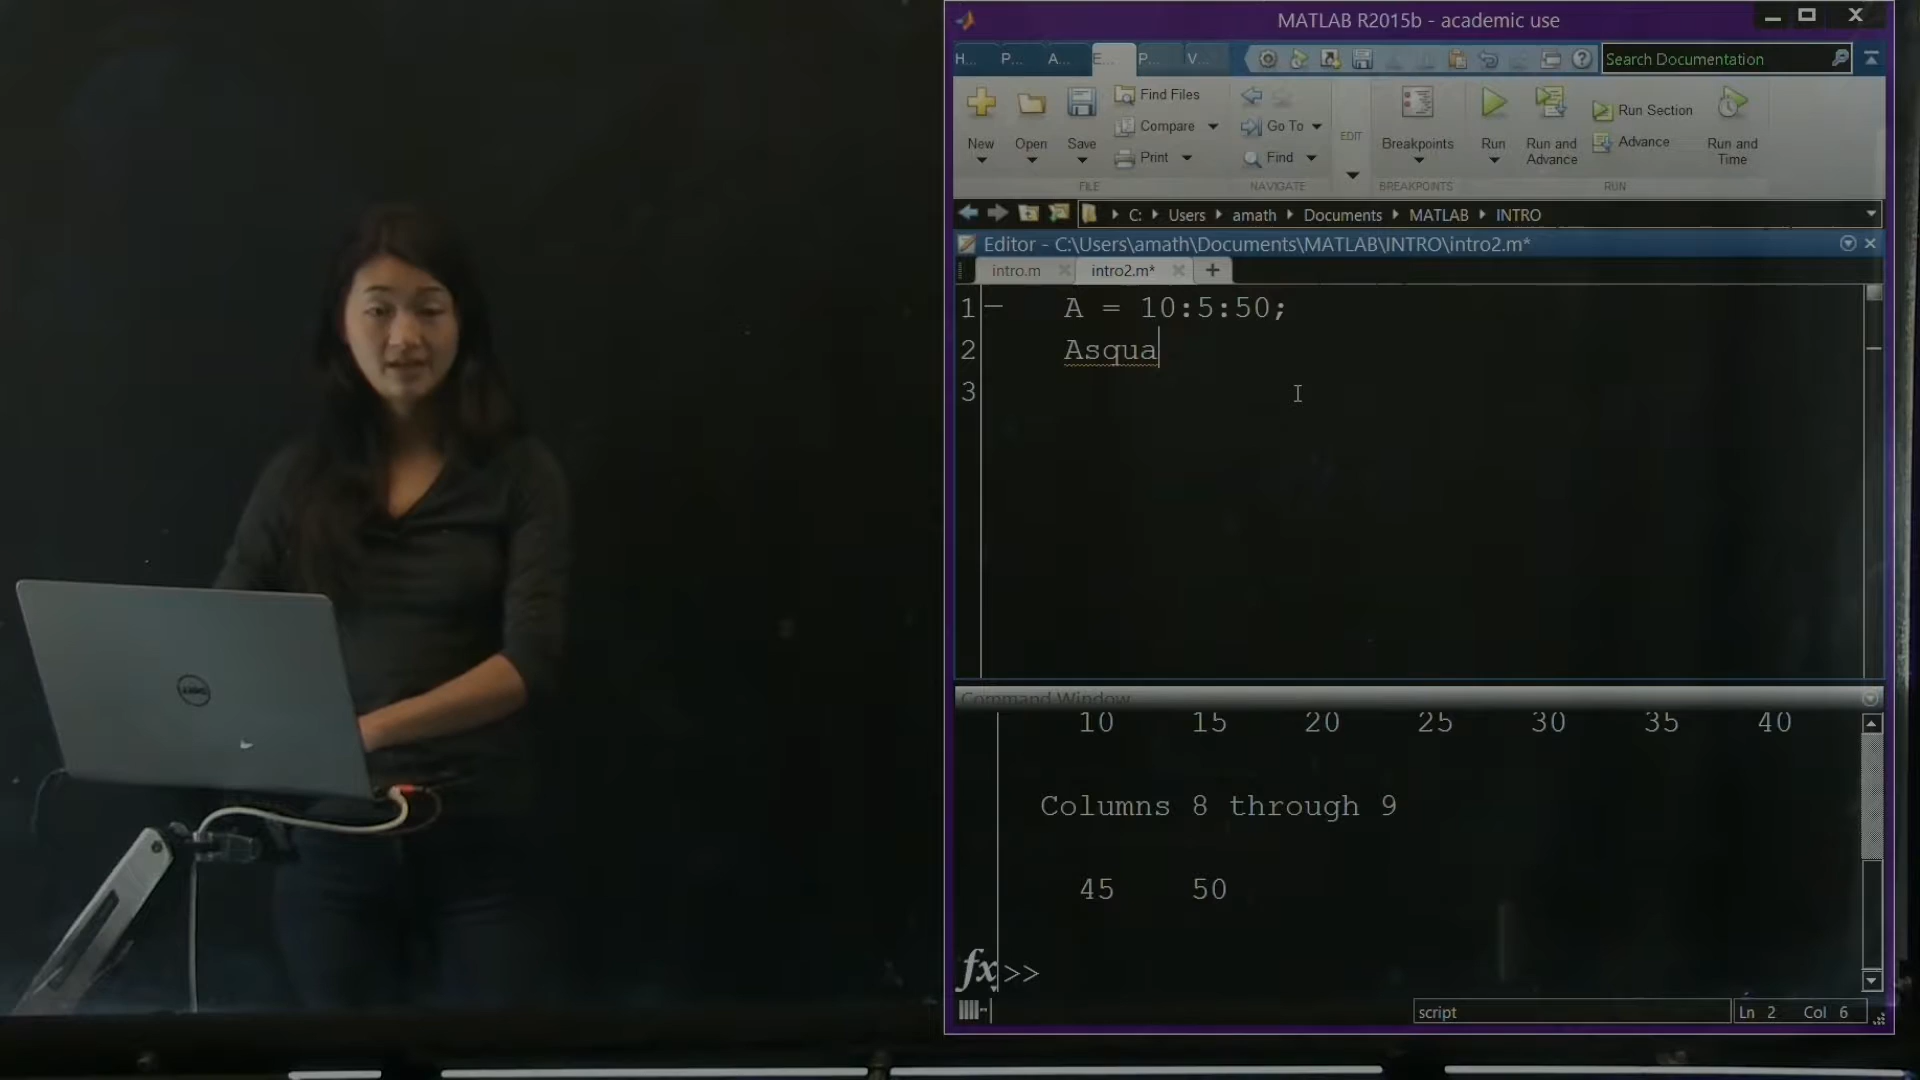 MATLAB R2015b - academic use
H... P... A... E... P... V...
Search Documentation
New
Open
Save
Find Files
Compare
Print
FILE
Go To
Find
NAVIGATE
EDIT
Breakpoints
BREAKPOINTS
Run
Run and Advance
Run Section
Advance
Run and Time
RUN
C: Users amath Documents MATLAB INTRO
Editor - C:\Users\amath\Documents\MATLAB\INTRO\intro2.m*
intro.m
intro2.m*
1 A = 10:5:50;
2 Asqua
3
Command Window
10 15 20 25 30 35 40
Columns 8 through 9
45 50
fx >>
script
Ln 2 Col 6
DELL